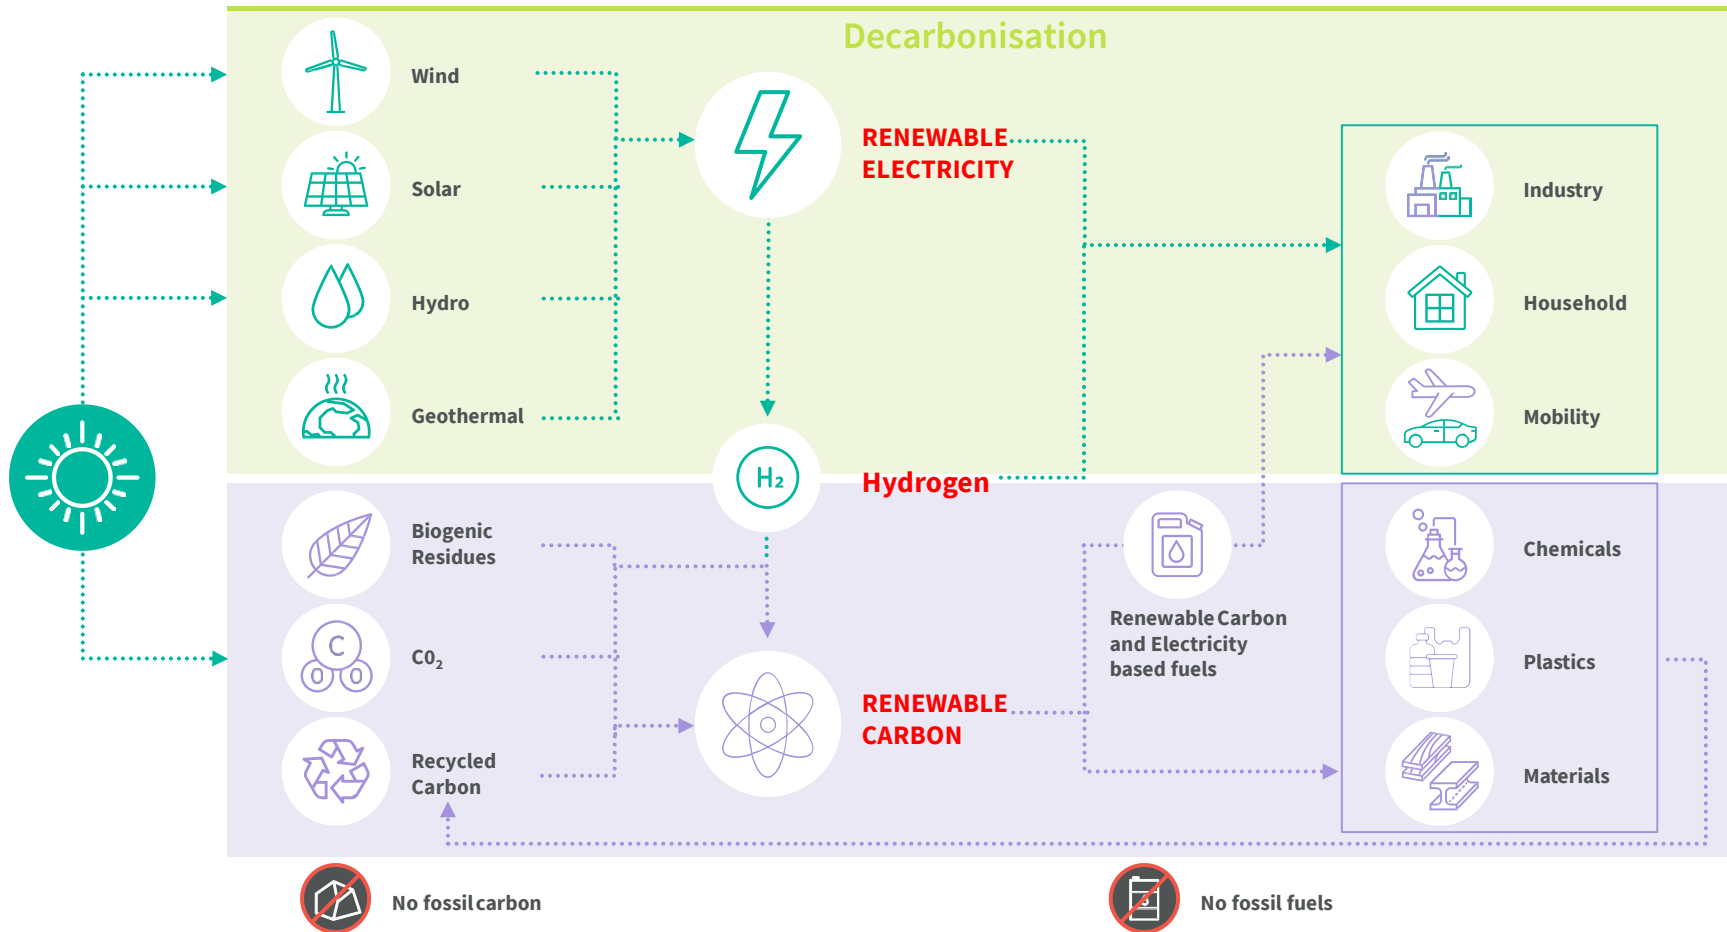 Decarbonisation
Wind
Solar
Hydro
Geothermal
RENEWABLE
ELECTRICITY
H₂
Hydrogen
Industry
Household
Mobility
Biogenic
Residues
C
O O
C0₂
Recycled
Carbon
RENEWABLE
CARBON
Renewable Carbon
and Electricity
based fuels
Chemicals
Plastics
Materials
No fossil carbon
No fossil fuels